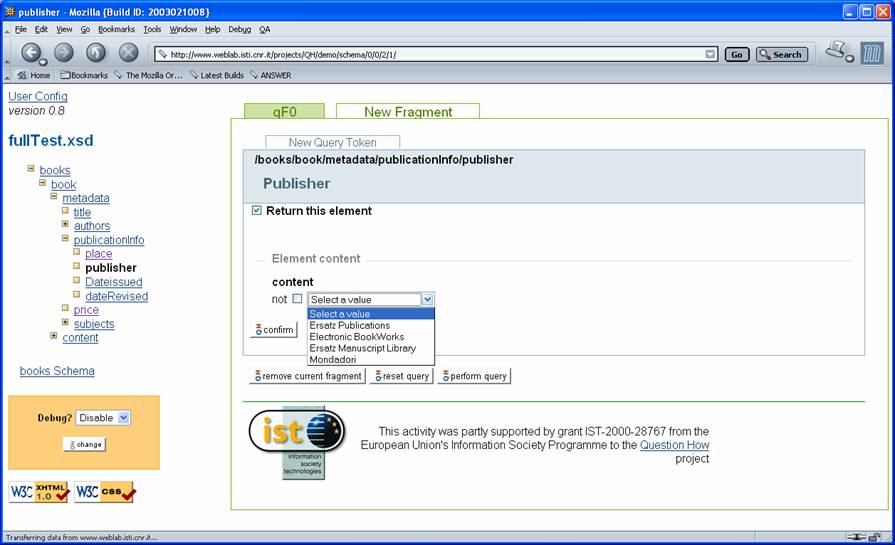 publisher - Mozilla {Build ID: 2003021008}
File Edit View Go Bookmarks Tools Window Help Debug QA
http://www.weblab.isti.cnr.it/projects/QH/demo/schema/0/0/2/1/ Go Search
Home Bookmarks The Mozilla Or... Latest Builds ANSWER
User Config
version 0.8
fullTest.xsd
books
book
metadata
title
authors
publicationInfo
place
publisher
Dateissued
dateRevised
price
subjects
content
books Schema
Debug? Disable
change
W3C XHTML 1.0
W3C css
qF0 New Fragment
New Query Token
/books/book/metadata/publicationInfo/publisher
Publisher
Return this element
Element content
content
not Select a value
Select a value
Ersatz Publications
Electronic BookWorks
Ersatz Manuscript Library
Mondadori
confirm
remove current fragment reset query perform query
ist
information
society
technologies
This activity was partly supported by grant IST-2000-28767 from the
European Union's Information Society Programme to the Question How
project
Transferring data from www.weblab.isti.cnr.it...